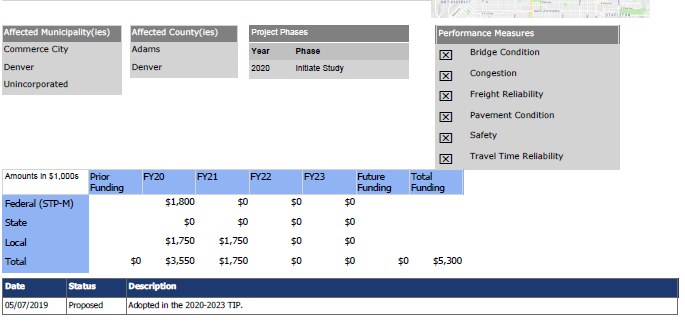 Affected Municipality(ies)
Commerce City
Denver
Unincorporated
Affected County(ies)
Adams
Denver
Project Phases
Year Phase
2020 Initiate Study
Performance Measures
Bridge Condition
Congestion
Freight Reliability
Pavement Condition
Safety
Travel Time Reliability
Amounts in $1,000s Prior Funding FY20 FY21 FY22 FY23 Future Funding Total Funding
Federal (STP-M) $1,800 $0 $0 $0
State $0 $0 $0 $0
Local $1,750 $1,750 $0 $0
Total $0 $3,550 $1,750 $0 $0 $0 $5,300
Date Status Description
05/07/2019 Proposed Adopted in the 2020-2023 TIP.